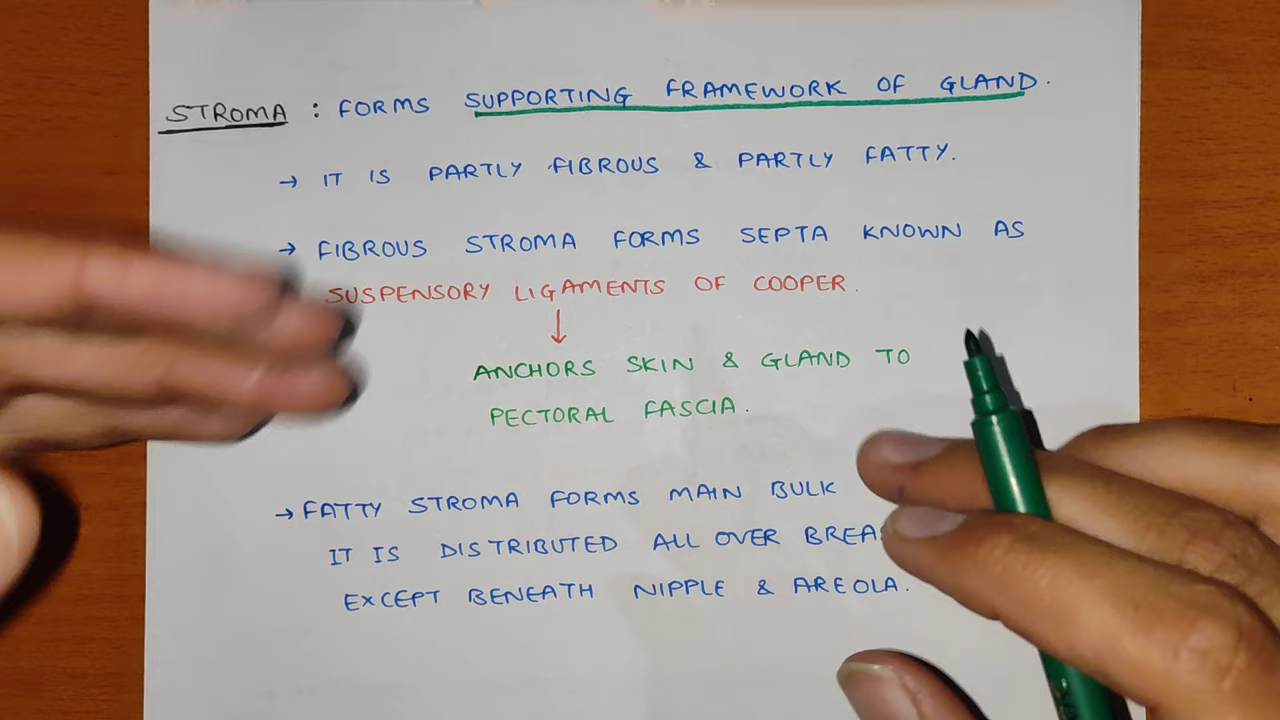 STROMA : FORMS SUPPORTING FRAMEWORK OF GLAND.
→ IT IS PARTLY FIBROUS & PARTLY FATTY.
→ FIBROUS STROMA FORMS SEPTA KNOWN AS
SUSPENSORY LIGAMENTS OF COOPER.
↓
ANCHORS SKIN & GLAND TO
PECTORAL FASCIA.
→ FATTY STROMA FORMS MAIN BULK
IT IS DISTRIBUTED ALL OVER
EXCEPT BENEATH NIPPLE & AREOLA.